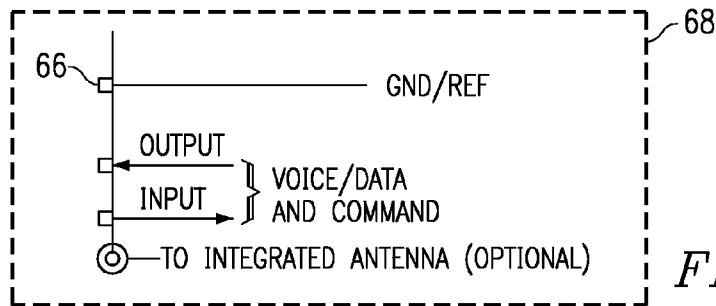 68
66
GND/REF
OUTPUT
VOICE/DATA
INPUT
AND COMMAND
TO INTEGRATED ANTENNA (OPTIONAL)